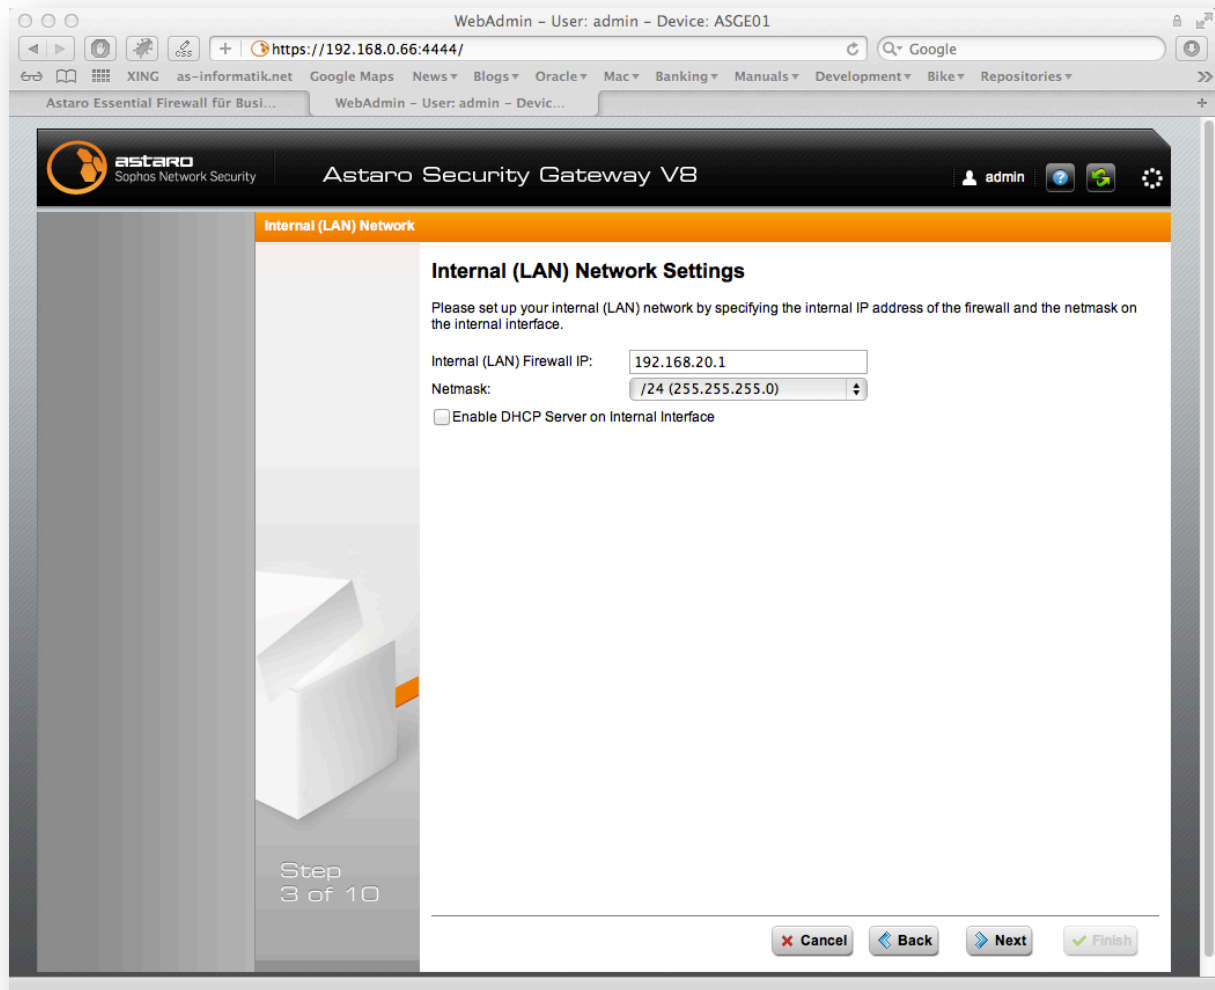 WebAdmin – User: admin – Device: ASGE01
css
+
https://192.168.0.66:4444/
Google
XING as-informatik.net Google Maps News Blogs Oracle Mac Banking Manuals Development Bike Repositories >>
Astaro Essential Firewall für Busi... WebAdmin – User: admin – Devic... +
astaro
Sophos Network Security
Astaro Security Gateway V8
admin
?
Internal (LAN) Network
Internal (LAN) Network Settings
Please set up your internal (LAN) network by specifying the internal IP address of the firewall and the netmask on
the internal interface.
Internal (LAN) Firewall IP: 192.168.20.1
Netmask: /24 (255.255.255.0)
Enable DHCP Server on Internal Interface
Step
3 of 10
Cancel Back Next Finish